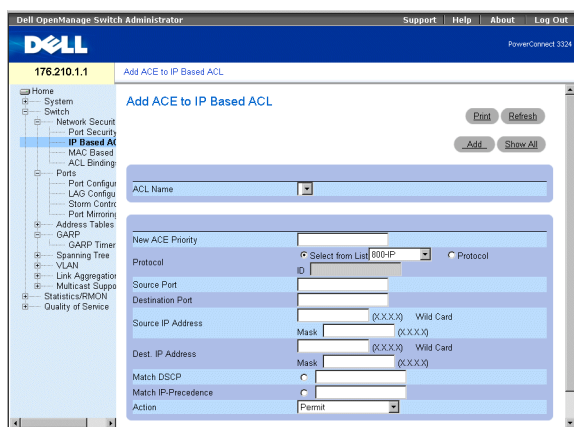 Dell OpenManage Switch Administrator
Support Help About Log Out
DELL
PowerConnect 3324
176.210.1.1
Add ACE to IP Based ACL
Home
System
Switch
Network Securit
Port Security
IP Based AC
MAC Based
ACL Binding
Ports
Port Configur
LAG Configu
Storm Contro
Port Mirroring
Address Tables
GARP
GARP Timer
Spanning Tree
VLAN
Link Aggregation
Multicast Suppo
Statistics/RMON
Quality of Service
Add ACE to IP Based ACL
Print Refresh
Add Show All
ACL Name
New ACE Priority
Protocol
Select from List 800-IP Protocol
ID
Source Port
Destination Port
Source IP Address
(X.X.X.X) Wild Card
Mask (X.X.X.X)
Dest. IP Address
(X.X.X.X) Wild Card
Mask (X.X.X.X)
Match DSCP
Match IP-Precedence
Action Permit